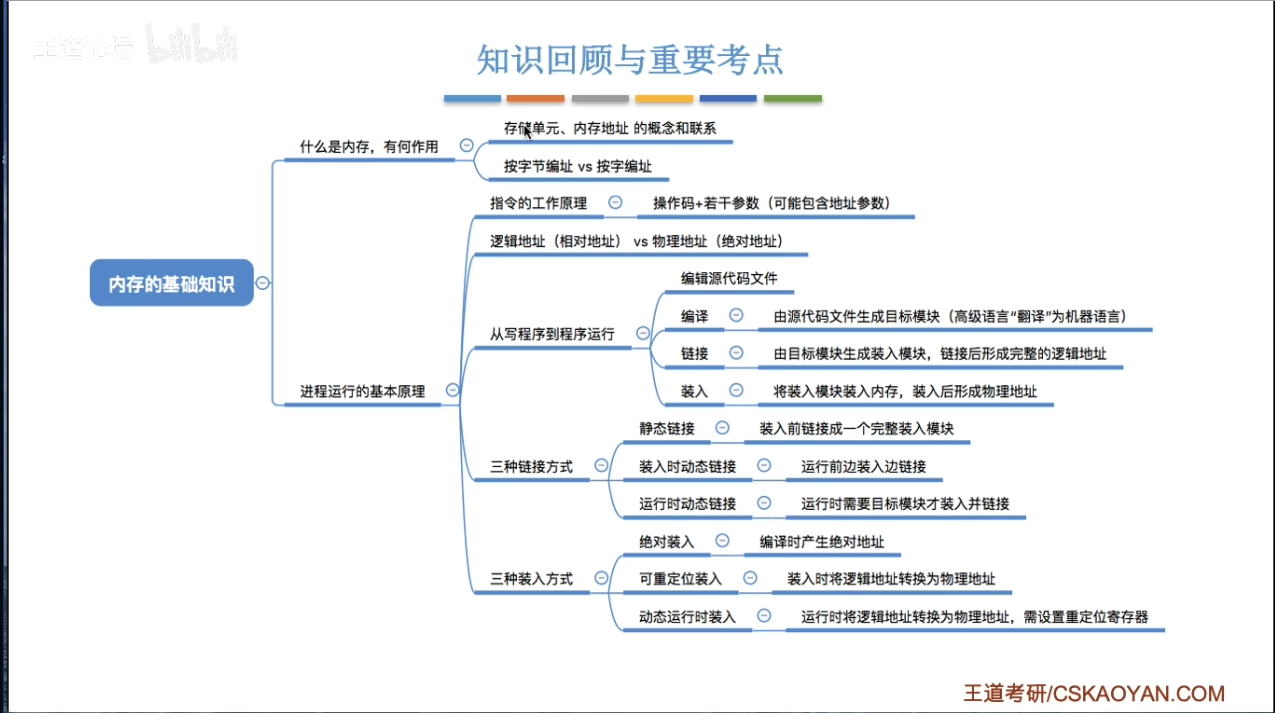 王道论坛 bilibili
知识回顾与重要考点
存储单元、内存地址 的概念和联系
什么是内存，有何作用
按字节编址 vs 按字编址
指令的工作原理
操作码+若干参数（可能包含地址参数）
逻辑地址（相对地址） vs 物理地址（绝对地址）
内存的基础知识
编辑源代码文件
编译
由源代码文件生成目标模块（高级语言“翻译”为机器语言）
从写程序到程序运行
链接
由目标模块生成装入模块，链接后形成完整的逻辑地址
装入
将装入模块装入内存，装入后形成物理地址
进程运行的基本原理
静态链接
装入前链接成一个完整装入模块
三种链接方式
装入时动态链接
运行前边装入边链接
运行时动态链接
运行时需要目标模块才装入并链接
绝对装入
编译时产生绝对地址
三种装入方式
可重定位装入
装入时将逻辑地址转换为物理地址
动态运行时装入
运行时将逻辑地址转换为物理地址，需设置重定位寄存器
王道考研/CSKAOYAN.COM